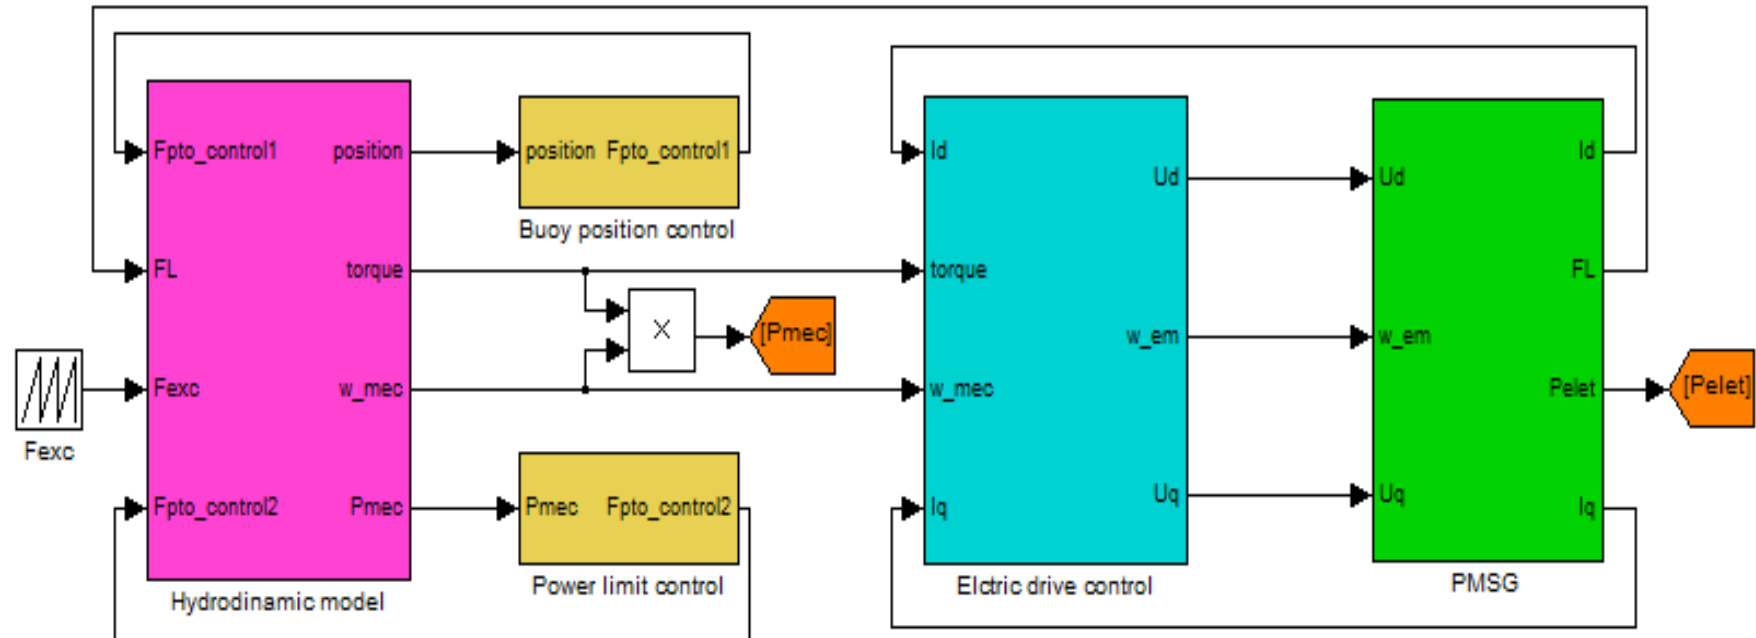 Fpto_control1
position
position
Fpto_control1
Buoy position control
FL
torque
X
[Pmec]
Fexc
Fexc
w_mec
Fpto_control2
Pmec
Pmec
Fpto_control2
Power limit control
Hydrodinamic model
Id
Ud
torque
w_em
w_mec
Uq
Iq
Elctric drive control
Id
Ud
FL
w_em
Pelet
[Pelet]
Uq
Iq
PMSG